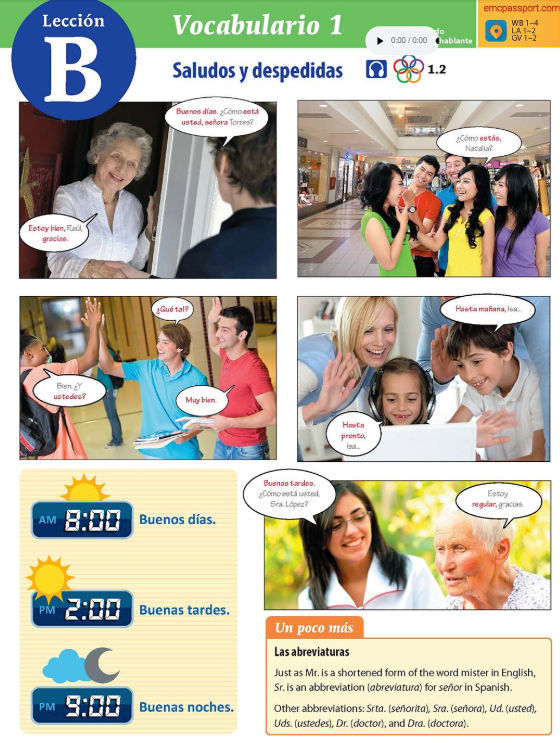 Lección
B
Vocabulario 1
0:00 / 0:00
do
hablante
emcpassport.com
WB 1–4
LA 1–2
GV 1–2
Saludos y despedidas
1.2
Buenos días. ¿Cómo está
usted, señora Torres?
Estoy bien, Raúl,
gracias.
¿Cómo estás,
Natalia?
¿Qué tal?
Bien. ¿Y
ustedes?
Muy bien.
Hasta mañana, Isa...
Hasta
pronto,
Isa...
AM 8:00 Buenos días.
PM 2:00 Buenas tardes.
PM 9:00 Buenas noches.
Buenas tardes.
¿Cómo está usted,
Sra. López?
Estoy
regular, gracias.
Un poco más
Las abreviaturas
Just as Mr. is a shortened form of the word mister in English,
Sr. is an abbreviation (abreviatura) for señor in Spanish.
Other abbreviations: Srta. (señorita), Sra. (señora), Ud. (usted),
Uds. (ustedes), Dr. (doctor), and Dra. (doctora).